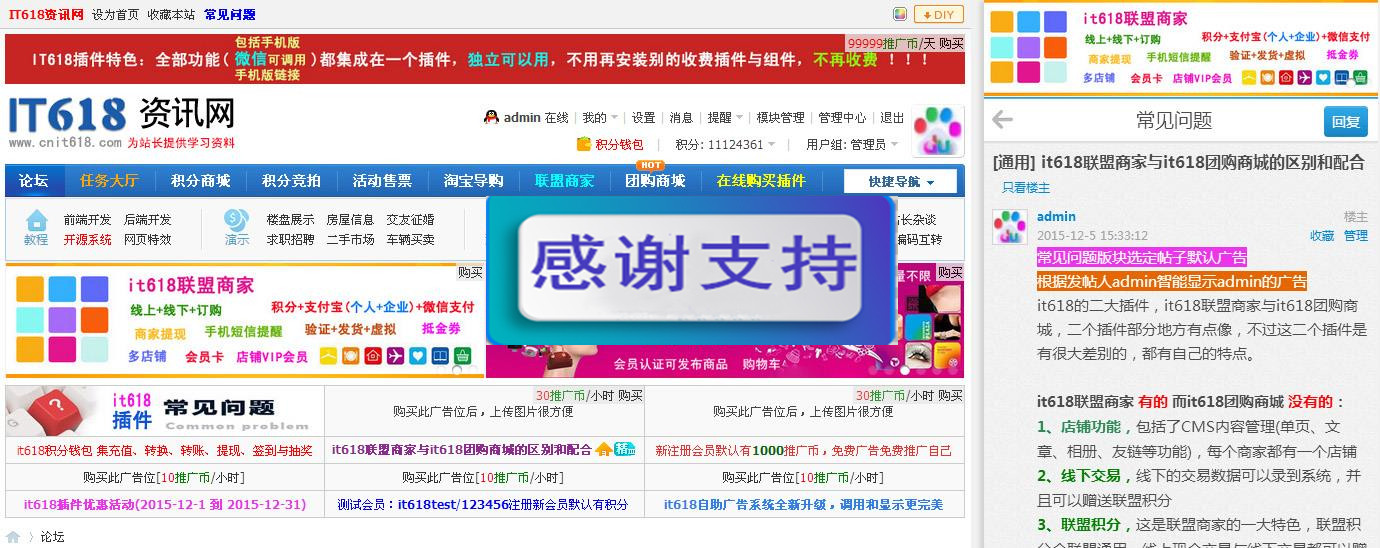 IT618资讯网 设为首页 收藏本站 常见问题
DIY
99999推广币/天 购买
包括手机版
IT618插件特色：全部功能( 微信可调用 )都集成在一个插件，独立可以用，不用再安装别的收费插件与组件，不再收费 ！！！
手机版链接
IT618 资讯网
www.cnit618.com 为站长提供学习资料
admin 在线 | 我的 | 设置 | 消息 | 提醒 | 模块管理 | 管理中心 | 退出
积分钱包 | 积分: 11124361 | 用户组: 管理员
HOT
论坛 任务大厅 积分商城 积分竞拍 活动售票 淘宝导购 联盟商家 团购商城 在线购买插件 快捷导航
教程 前端开发 后端开发
开源系统 网页特效
演示 楼盘展示 房屋信息 交友征婚
求职招聘 二手市场 车辆买卖
长杂谈
编码互转
感谢支持
购买
it618联盟商家
线上+线下+订购 积分+支付宝(个人+企业)+微信支付
商家提现 手机短信提醒 验证+发货+虚拟 抵金券
多店铺 会员卡 店铺VIP会员
量不限 购买
会员认证可发布商品 购物车
it618
插件 常见问题
Common problem
30推广币/小时 购买
购买此广告位后，上传图片很方便
30推广币/小时 购买
购买此广告位后，上传图片很方便
it618积分钱包 集充值、转换、转账、提现、签到与抽奖
it618联盟商家与it618团购商城的区别和配合
新注册会员默认有1000推广币，免费广告免费推广自己
购买此广告位[10推广币/小时]
购买此广告位[10推广币/小时]
购买此广告位[10推广币/小时]
it618插件优惠活动(2015-12-1 到 2015-12-31)
测试会员：it618test/123456注册新会员默认有积分
it618自助广告系统全新升级，调用和显示更完美
论坛
it618联盟商家
线上+线下+订购 积分+支付宝(个人+企业)+微信支付
商家提现 手机短信提醒 验证+发货+虚拟 抵金券
多店铺 会员卡 店铺VIP会员
常见问题
回复
[通用] it618联盟商家与it618团购商城的区别和配合
只看楼主
admin 楼主
2015-12-5 15:33:12 收藏 管理
常见问题版块选定帖子默认广告
根据发帖人admin智能显示admin的广告
it618的二大插件，it618联盟商家与it618团购商
城，二个插件部分地方有点像，不过这二个插件是
有很大差别的，都有自己的特点。
it618联盟商家 有的 而it618团购商城 没有的：
1、店铺功能，包括了CMS内容管理(单页、文
章、相册、友链等功能)，每个商家都有一个店铺
2、线下交易，线下的交易数据可以录到系统，并
且可以赠送联盟积分
3、联盟积分，这是联盟商家的一大特色，联盟积